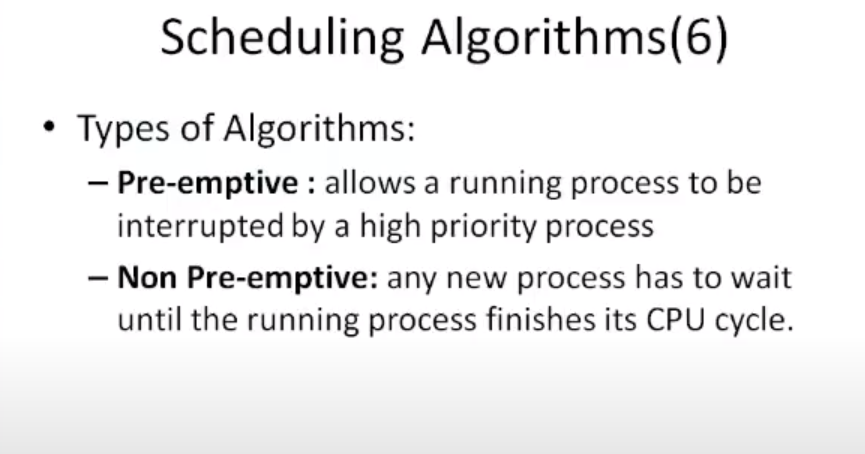 Scheduling Algorithms(6)
• Types of Algorithms:
– Pre-emptive : allows a running process to be
interrupted by a high priority process
– Non Pre-emptive: any new process has to wait
until the running process finishes its CPU cycle.